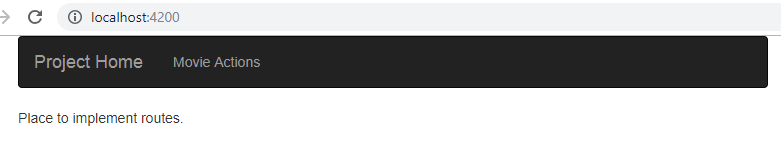 localhost:4200
Project Home Movie Actions
Place to implement routes.